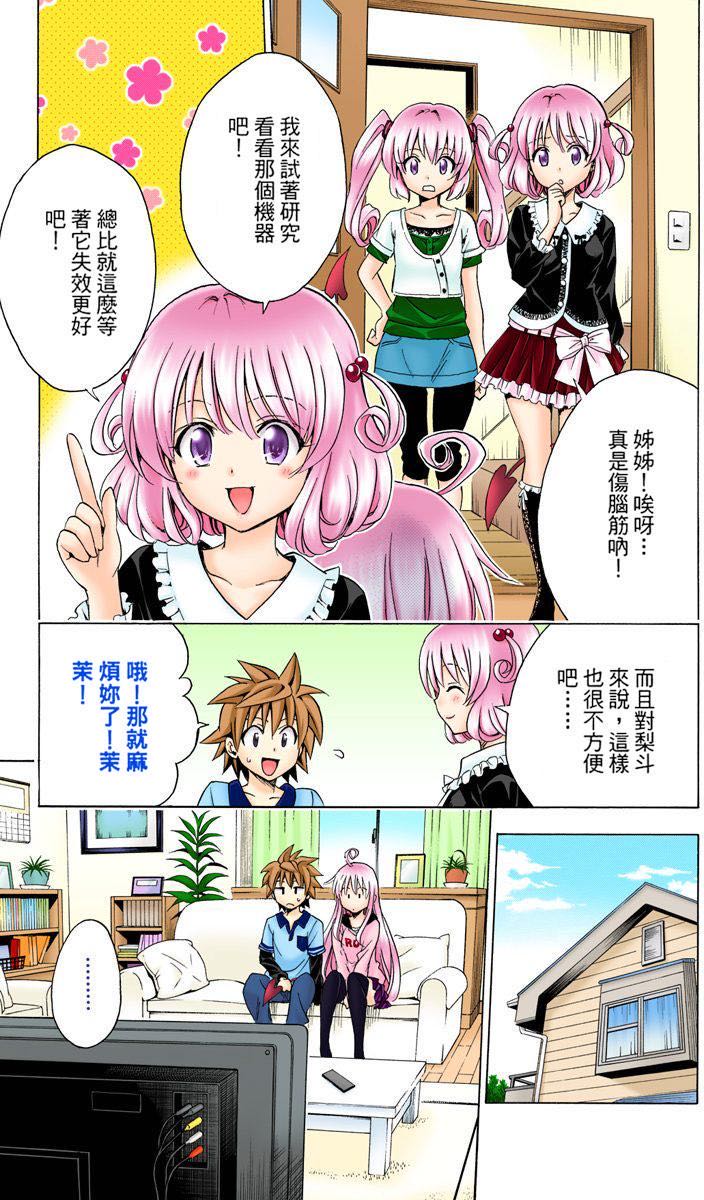 姊姊！唉呀…
真是傷腦筋吶！
我來試著研究
看看那個機器
吧！
總比就這麼等
著它失效更好
吧！
而且對梨斗
來說，這樣
也很不方便
吧……
哦！那就麻
煩妳了！茉
茉！
………
RO